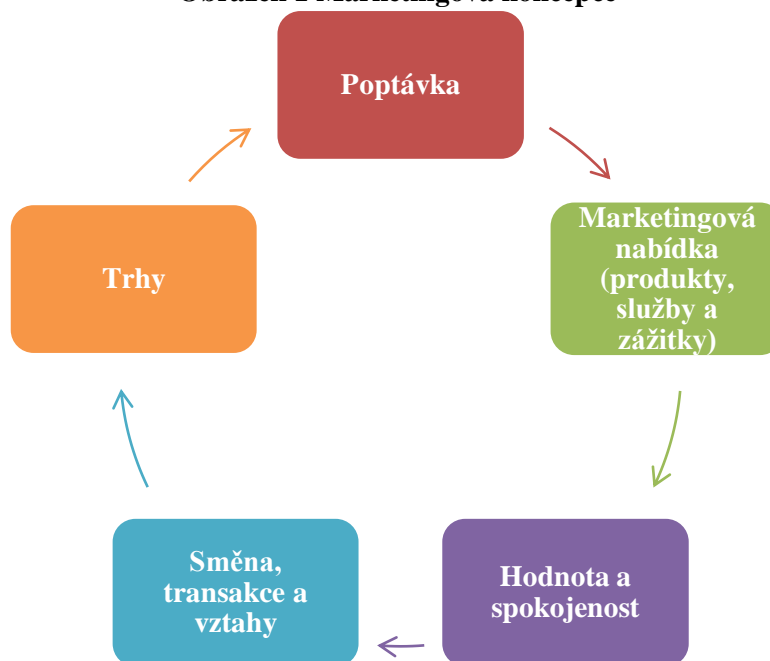 Poptávka
Marketingová
nabídka
(produkty,
služby a
zážitky)
Hodnota a
spokojenost
Směna,
transakce a
vztahy
Trhy